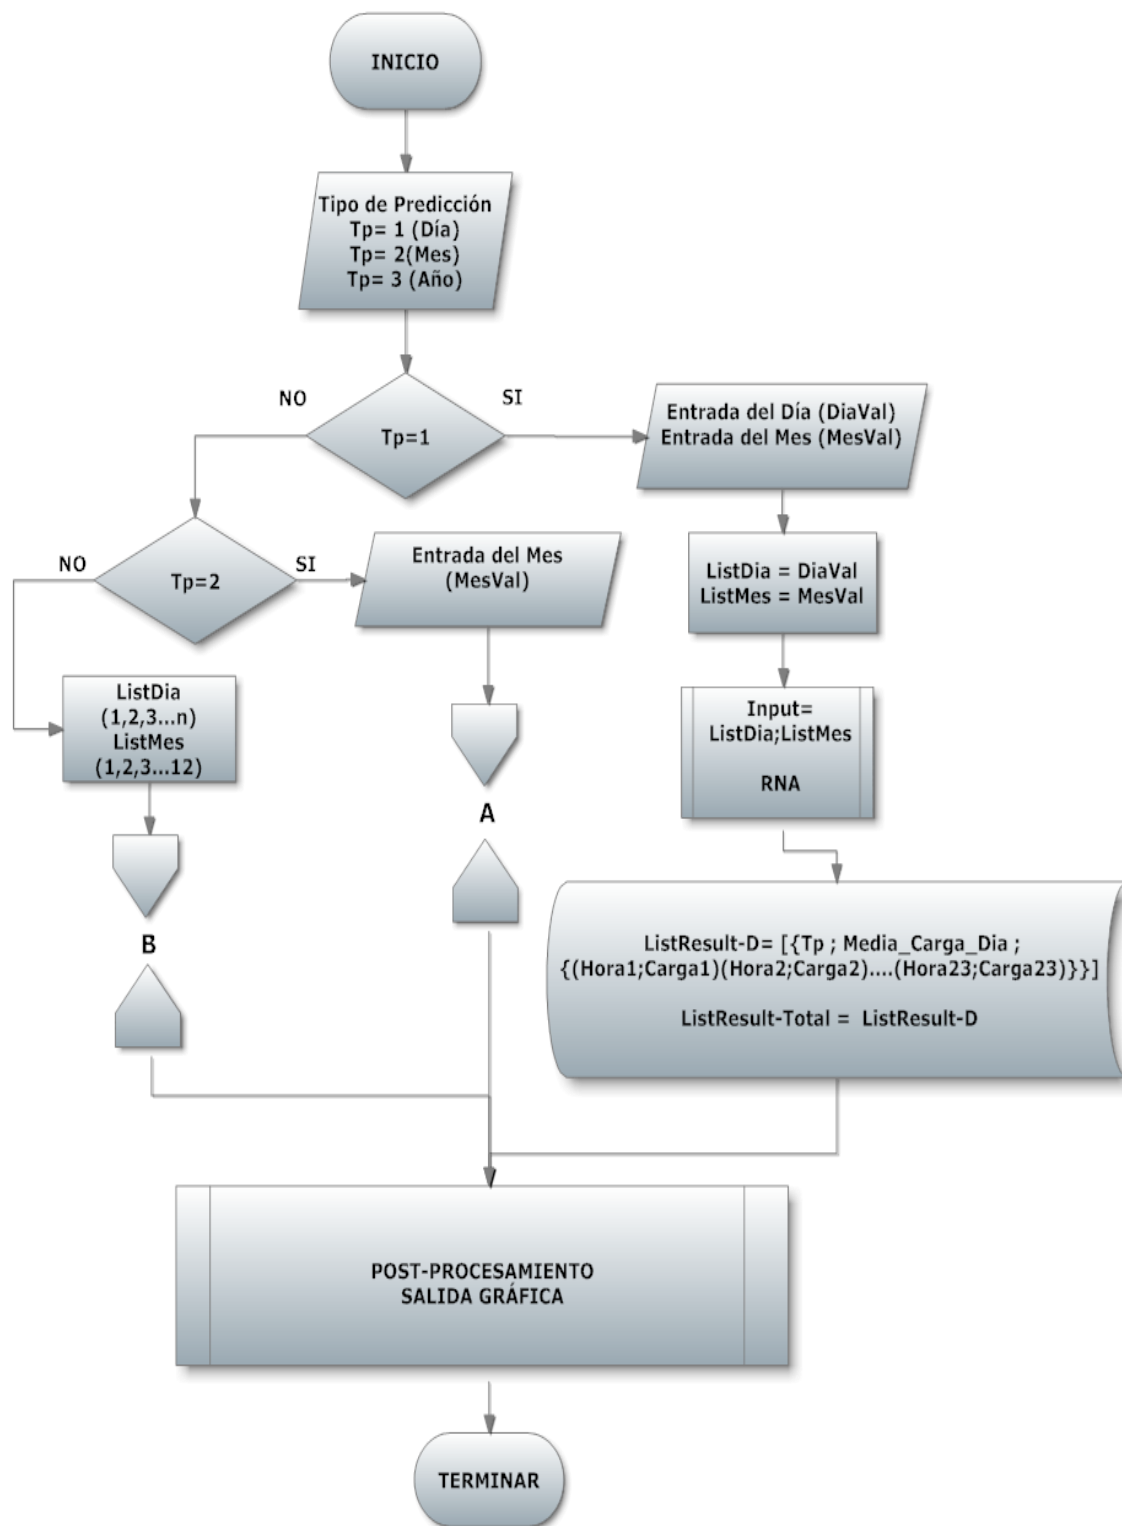 INICIO
Tipo de Predicción
Tp= 1 (Día)
Tp= 2(Mes)
Tp= 3 (Año)
NO
SI
Tp=1
Entrada del Día (DiaVal)
Entrada del Mes (MesVal)
NO
SI
Tp=2
Entrada del Mes
(MesVal)
ListDia = DiaVal
ListMes = MesVal
ListDia
(1,2,3...n)
ListMes
(1,2,3...12)
Input=
ListDia;ListMes
RNA
A
B
ListResult-D= [{Tp ; Media_Carga_Dia ;
{(Hora1;Carga1)(Hora2;Carga2)....(Hora23;Carga23)}}]
ListResult-Total = ListResult-D
POST-PROCESAMIENTO
SALIDA GRÁFICA
TERMINAR